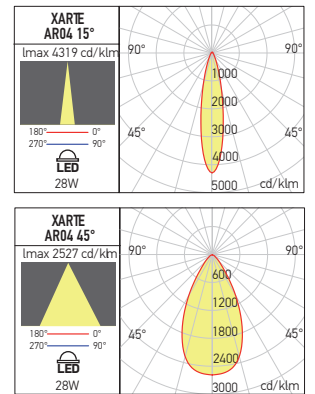 XARTE
AR04 15°
lmax 4319 cd/klm
180° 0°
270° 90°
LED
28W
90° 90°
1000
2000
45° 45°
3000
4000
5000 cd/klm
XARTE
AR04 45°
lmax 2527 cd/klm
180° 0°
270° 90°
LED
28W
90° 90°
600
1200
45° 45°
1800
2400
3000 cd/klm